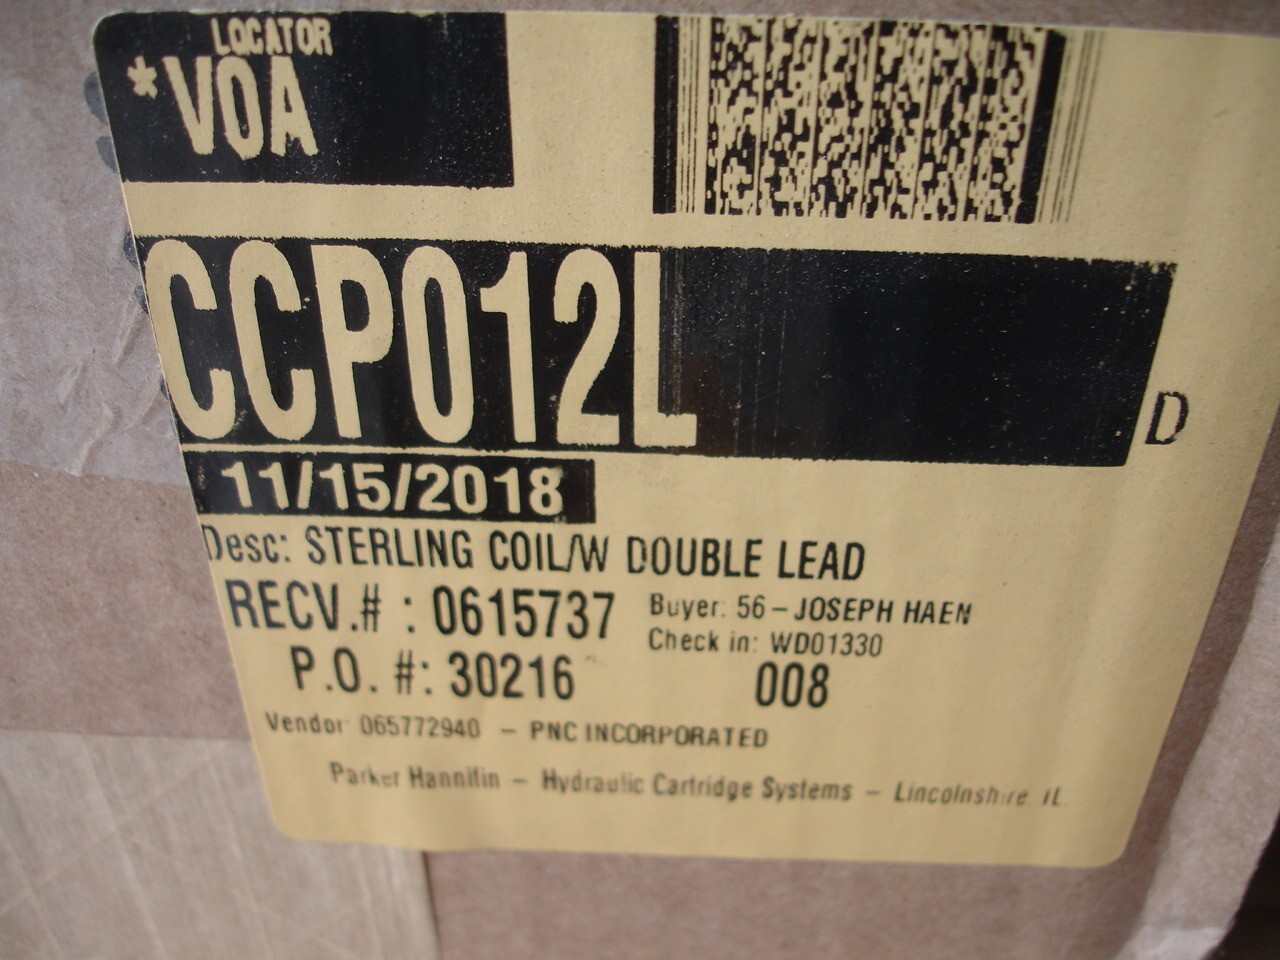 LOCATOR
*VOA
CCP012L
D
11/15/2018
Desc: STERLING COIL/W DOUBLE LEAD
RECV.# : 0615737
Buyer: 56 - JOSEPH HAEN
Check in: WD01330
P.O. #: 30216
008
Vendor 065772940 - PNC INCORPORATED
Parker Hannifin - Hydraulic Cartridge Systems - Lincolnshire, IL